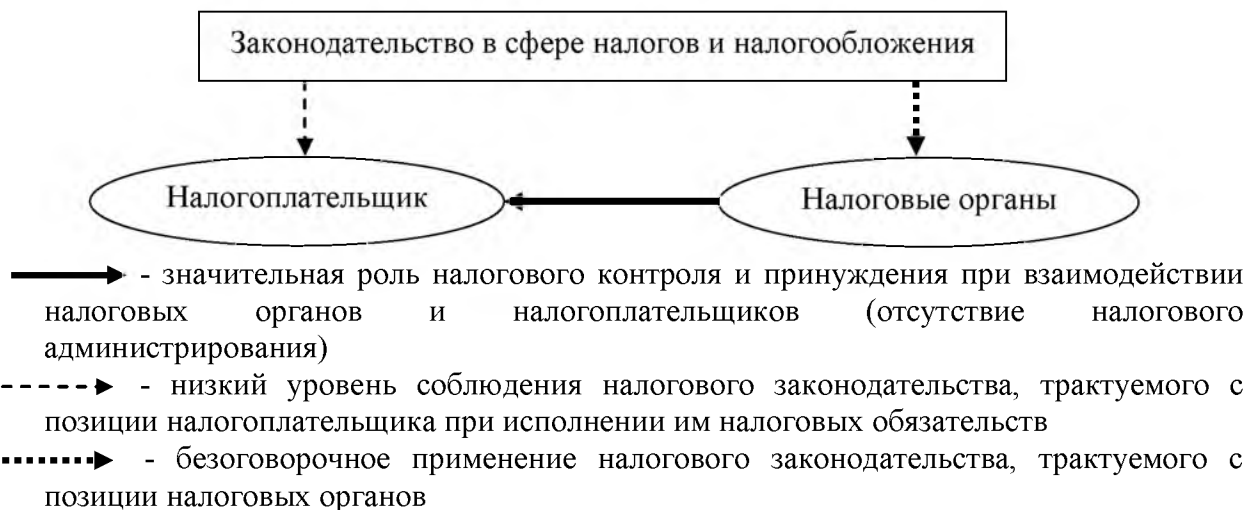 Законодательство в сфере налогов и налогообложения
Налогоплательщик
Налоговые органы
- значительная роль налогового контроля и принуждения при взаимодействии
налоговых органов и налогоплательщиков (отсутствие налогового
администрирования)
- низкий уровень соблюдения налогового законодательства, трактуемого с
позиции налогоплательщика при исполнении им налоговых обязательств
- безоговорочное применение налогового законодательства, трактуемого с
позиции налоговых органов